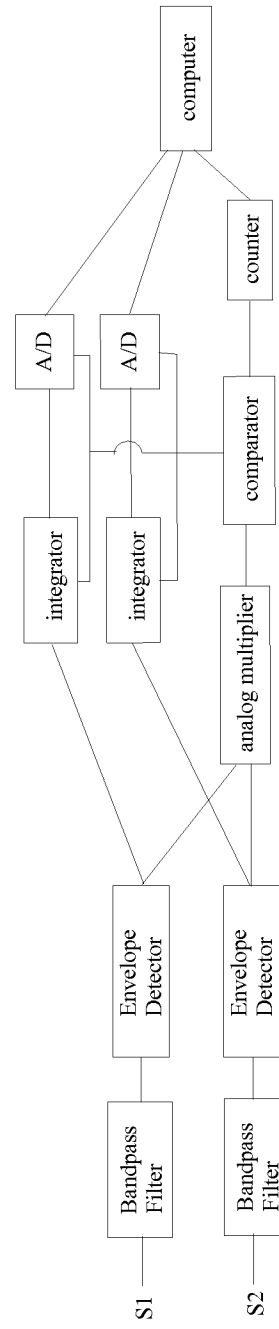 S1
Bandpass
Filter
Envelope
Detector
integrator
A/D
integrator
A/D
computer
S2
Bandpass
Filter
Envelope
Detector
analog multiplier
comparator
counter